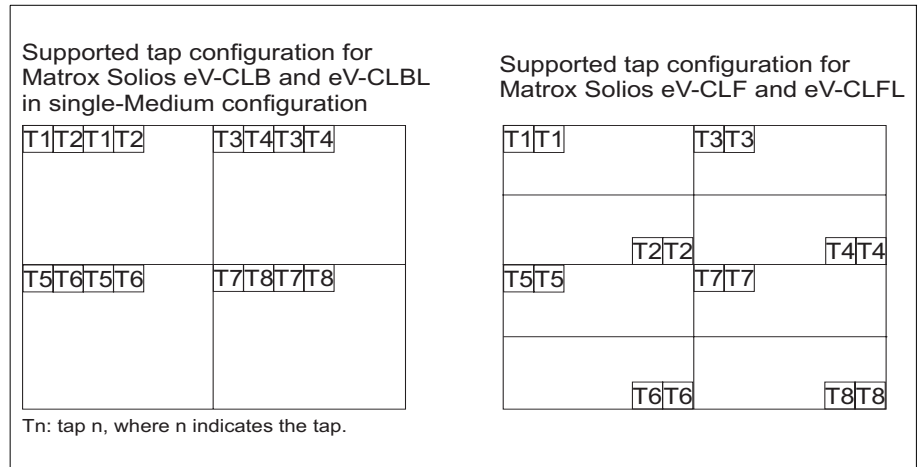 Supported tap configuration for
Matrox Solios eV-CLB and eV-CLBL
in single-Medium configuration
T1T2T1T2 T3T4T3T4
T5T6T5T6 T7T8T7T8
Tn: tap n, where n indicates the tap.
Supported tap configuration for
Matrox Solios eV-CLF and eV-CLFL
T1T1 T3T3
T2T2 T4T4
T5T5 T7T7
T6T6 T8T8